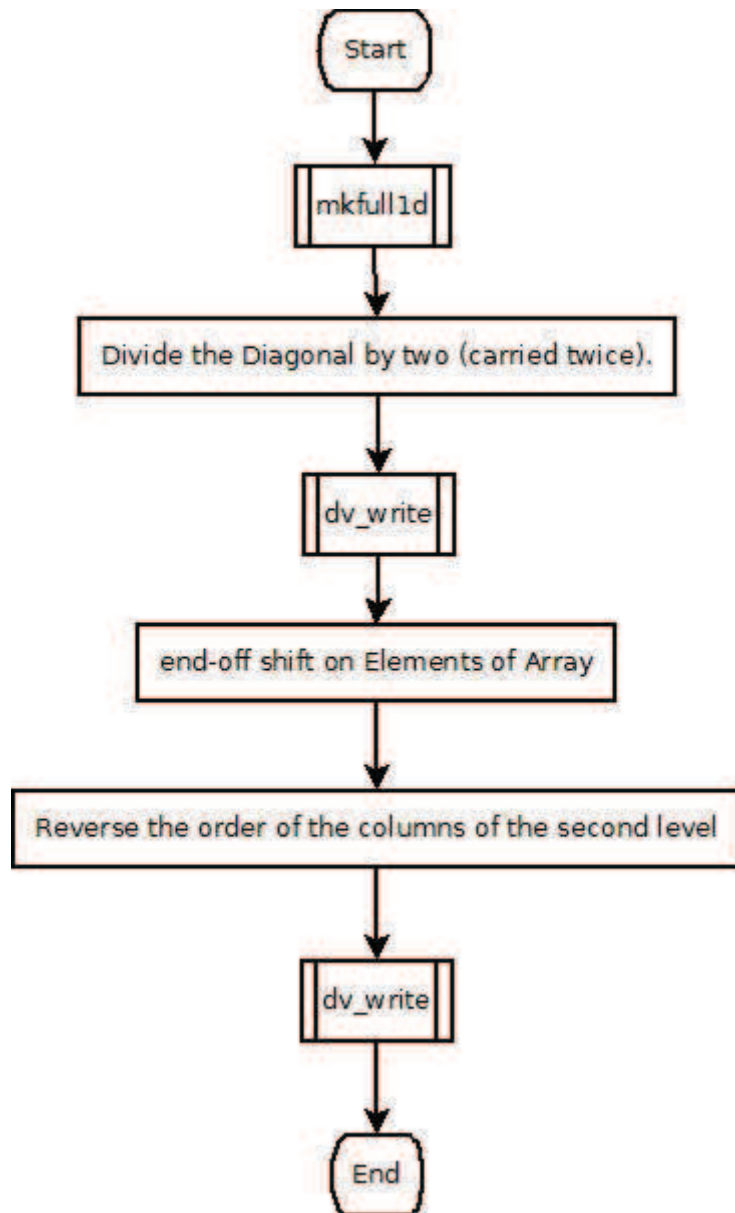 Start
mkfull1d
Divide the Diagonal by two (carried twice).
dv_write
end-off shift on Elements of Array
Reverse the order of the columns of the second level
dv_write
End